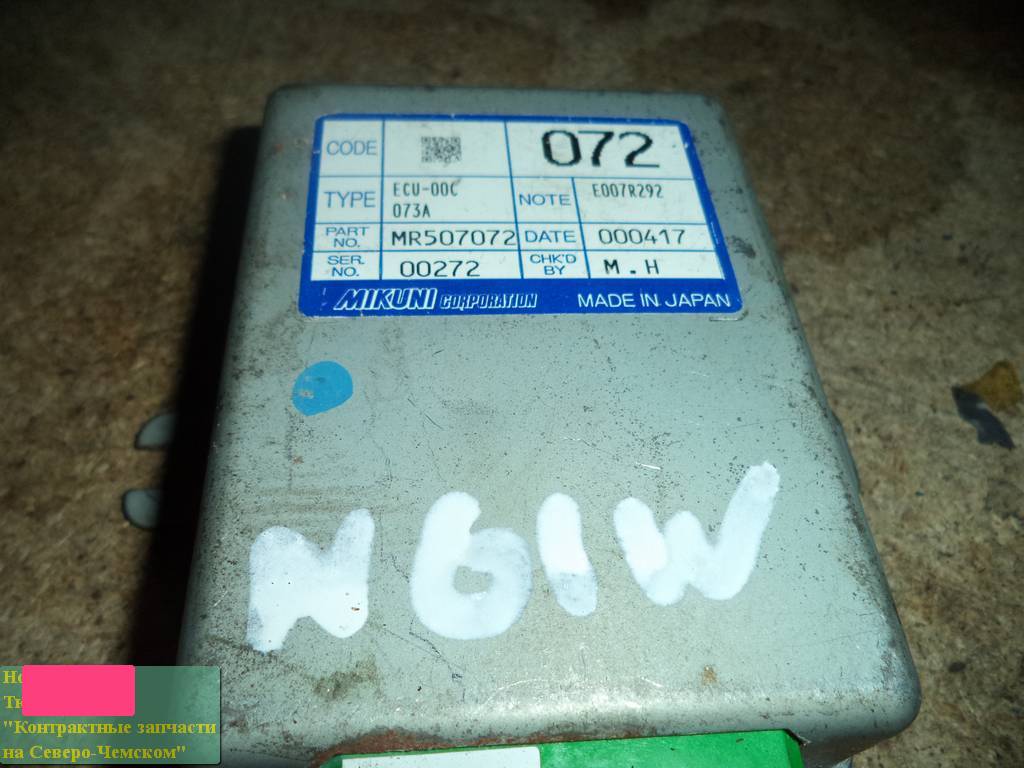 CODE 072
TYPE ECU-00C NOTE E007R292
073A
PART NO. MR507072 DATE 000417
SER. NO. 00272 CHK'D BY M.H
MIKUNI CORPORATION MADE IN JAPAN
N61W
"Контрактные запчасти
на Северо-Чемском"